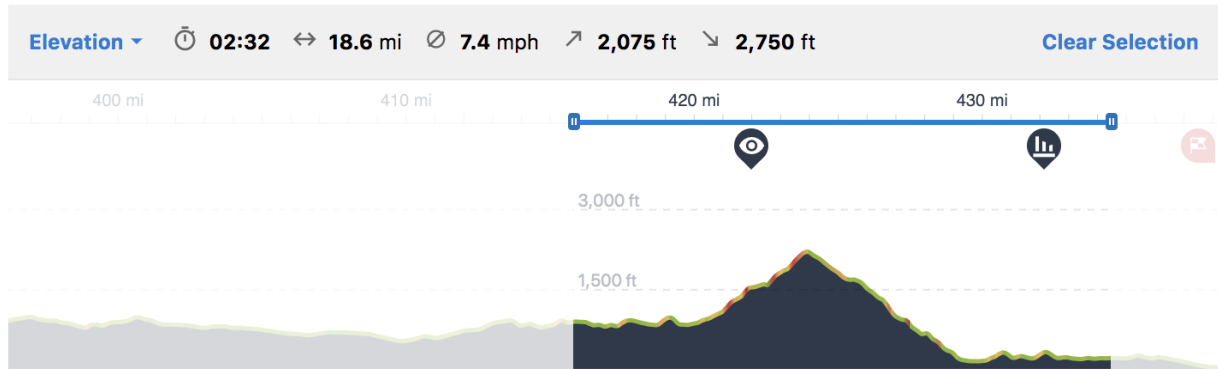 Elevation 02:32 18.6 mi 7.4 mph 2,075 ft 2,750 ft Clear Selection
400 mi 410 mi 420 mi 430 mi
3,000 ft
1,500 ft